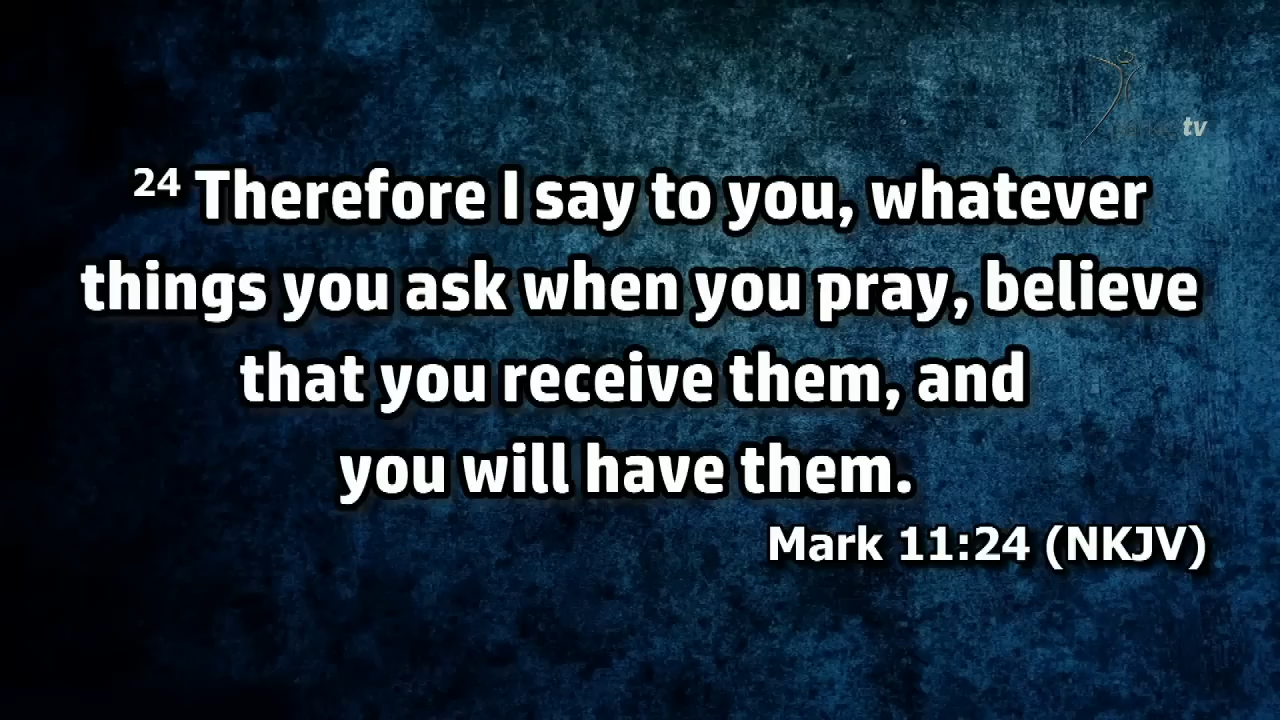 tv
24 Therefore I say to you, whatever
things you ask when you pray, believe
that you receive them, and
you will have them.
Mark 11:24 (NKJV)